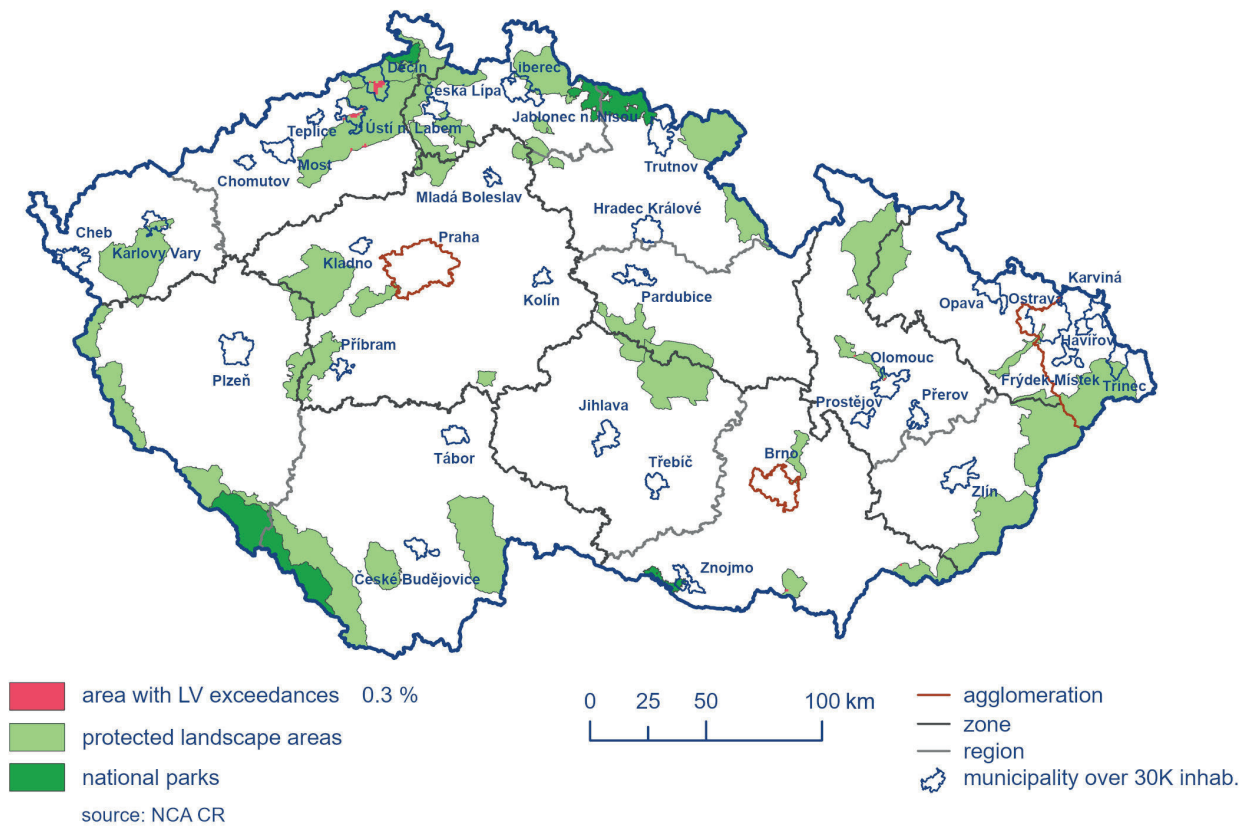 Děčín
Liberec
Česká Lípa
Jablonec n. Nisou
Teplice
Ústí n. Labem
Most
Trutnov
Chomutov
Mladá Boleslav
Hradec Králové
Cheb
Praha
Karlovy Vary
Kladno
Karviná
Kolín
Pardubice
Opava
Ostrava
Havířov
Příbram
Olomouc
Plzeň
Frýdek-Místek
Třinec
Jihlava
Prostějov
Přerov
Tábor
Třebíč
Brno
Zlín
Znojmo
České Budějovice
area with LV exceedances 0.3 %
protected landscape areas
national parks
source: NCA CR
0 25 50 100 km
agglomeration
zone
region
municipality over 30K inhab.